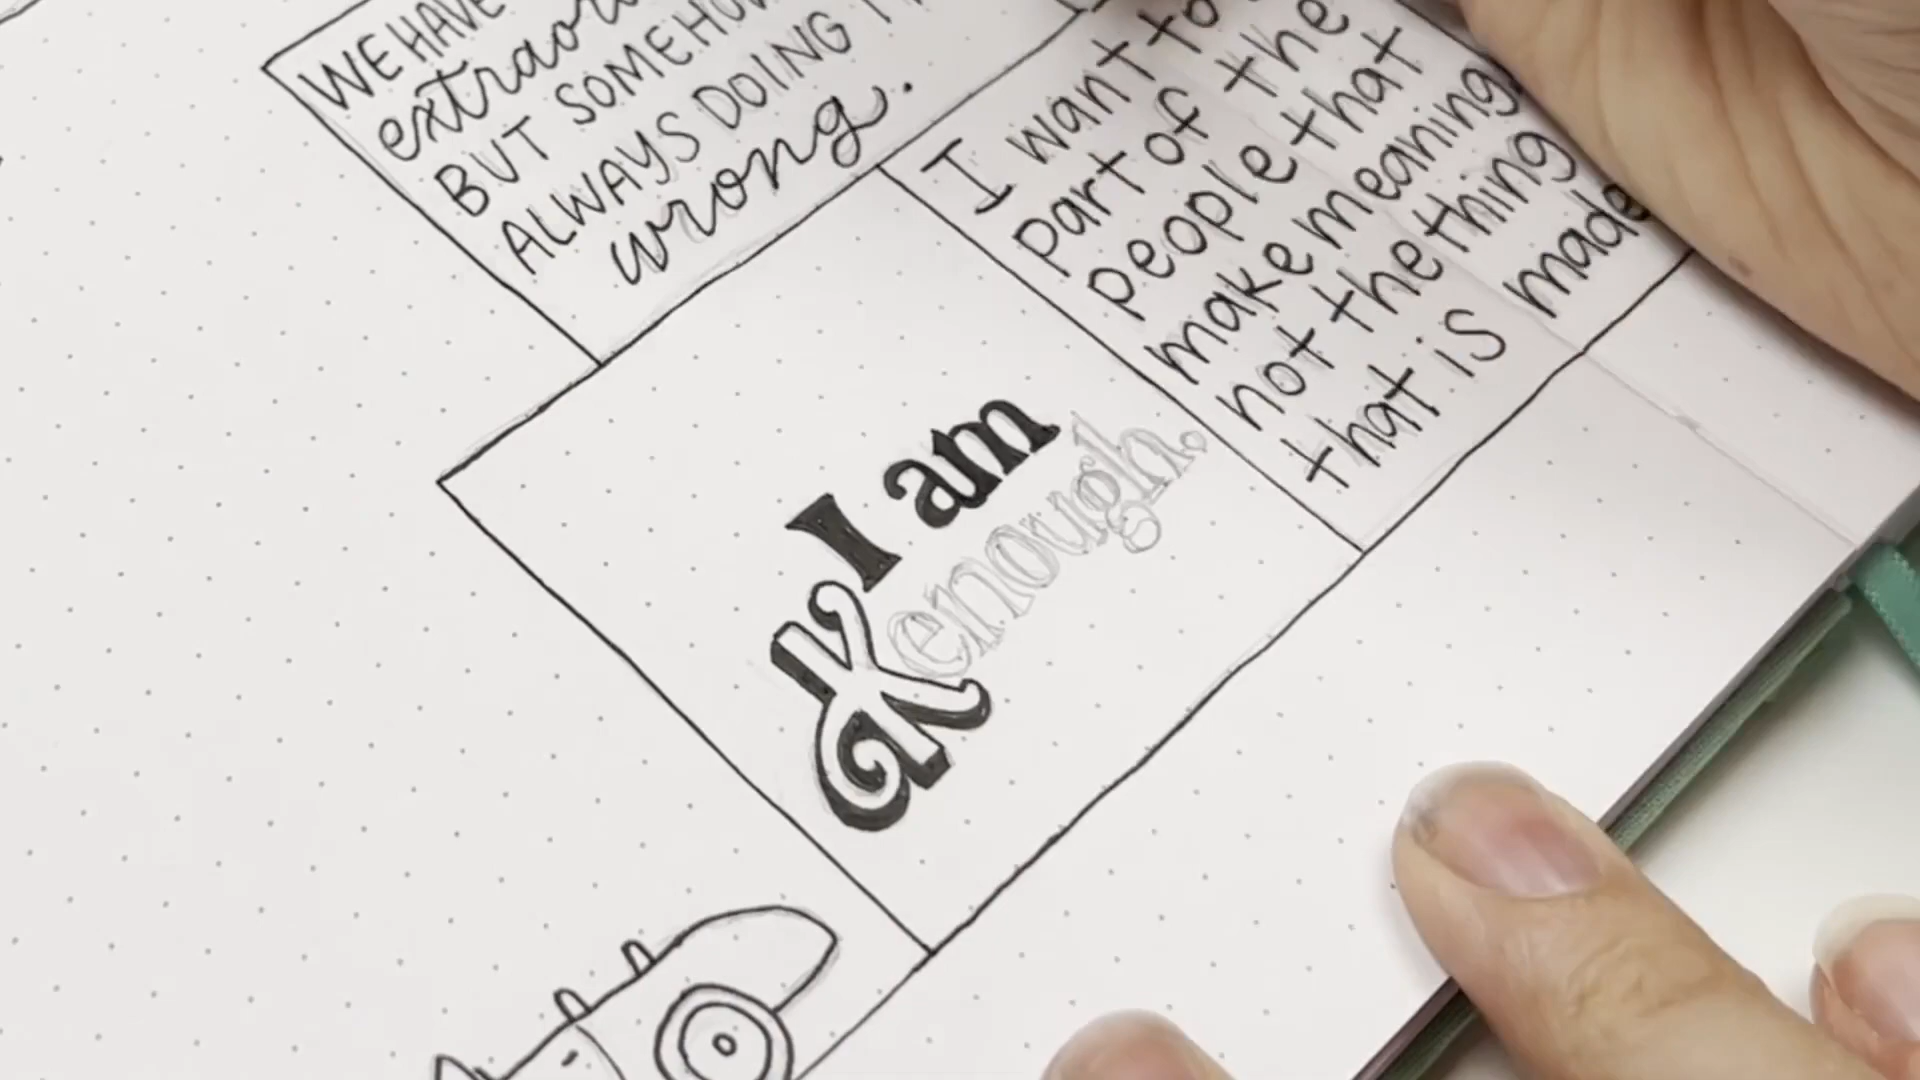 WE HAVE
BUT SOMEHOW
ALWAYS DOING
wrong.
I want to
part of the
people that
make meaning
not the thing
that is made
I am
Kenough.